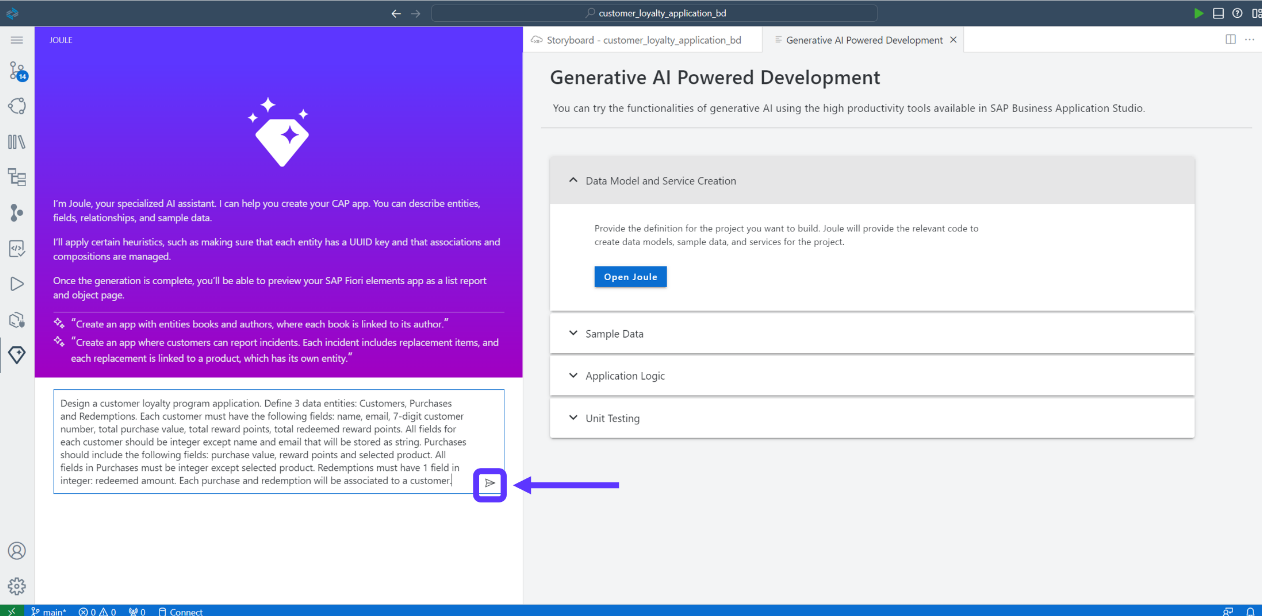 customer_loyalty_application_bd
JOULE
14
I'm Joule, your specialized AI assistant. I can help you create your CAP app. You can describe entities,
fields, relationships, and sample data.
I'll apply certain heuristics, such as making sure that each entity has a UUID key and that associations and
compositions are managed.
Once the generation is complete, you'll be able to preview your SAP Fiori elements app as a list report
and object page.
"Create an app with entities books and authors, where each book is linked to its author."
"Create an app where customers can report incidents. Each incident includes replacement items, and
each replacement is linked to a product, which has its own entity."
Design a customer loyalty program application. Define 3 data entities: Customers, Purchases
and Redemptions. Each customer must have the following fields: name, email, 7-digit customer
number, total purchase value, total reward points, total redeemed reward points. All fields for
each customer should be integer except name and email that will be stored as string. Purchases
should include the following fields: purchase value, reward points and selected product. All
fields in Purchases must be integer except selected product. Redemptions must have 1 field in
integer: redeemed amount. Each purchase and redemption will be associated to a customer.
Storyboard - customer_loyalty_application_bd
Generative AI Powered Development
Generative AI Powered Development
You can try the functionalities of generative AI using the high productivity tools available in SAP Business Application Studio.
Data Model and Service Creation
Provide the definition for the project you want to build. Joule will provide the relevant code to
create data models, sample data, and services for the project.
Open Joule
Sample Data
Application Logic
Unit Testing
main* 0 0 0 Connect